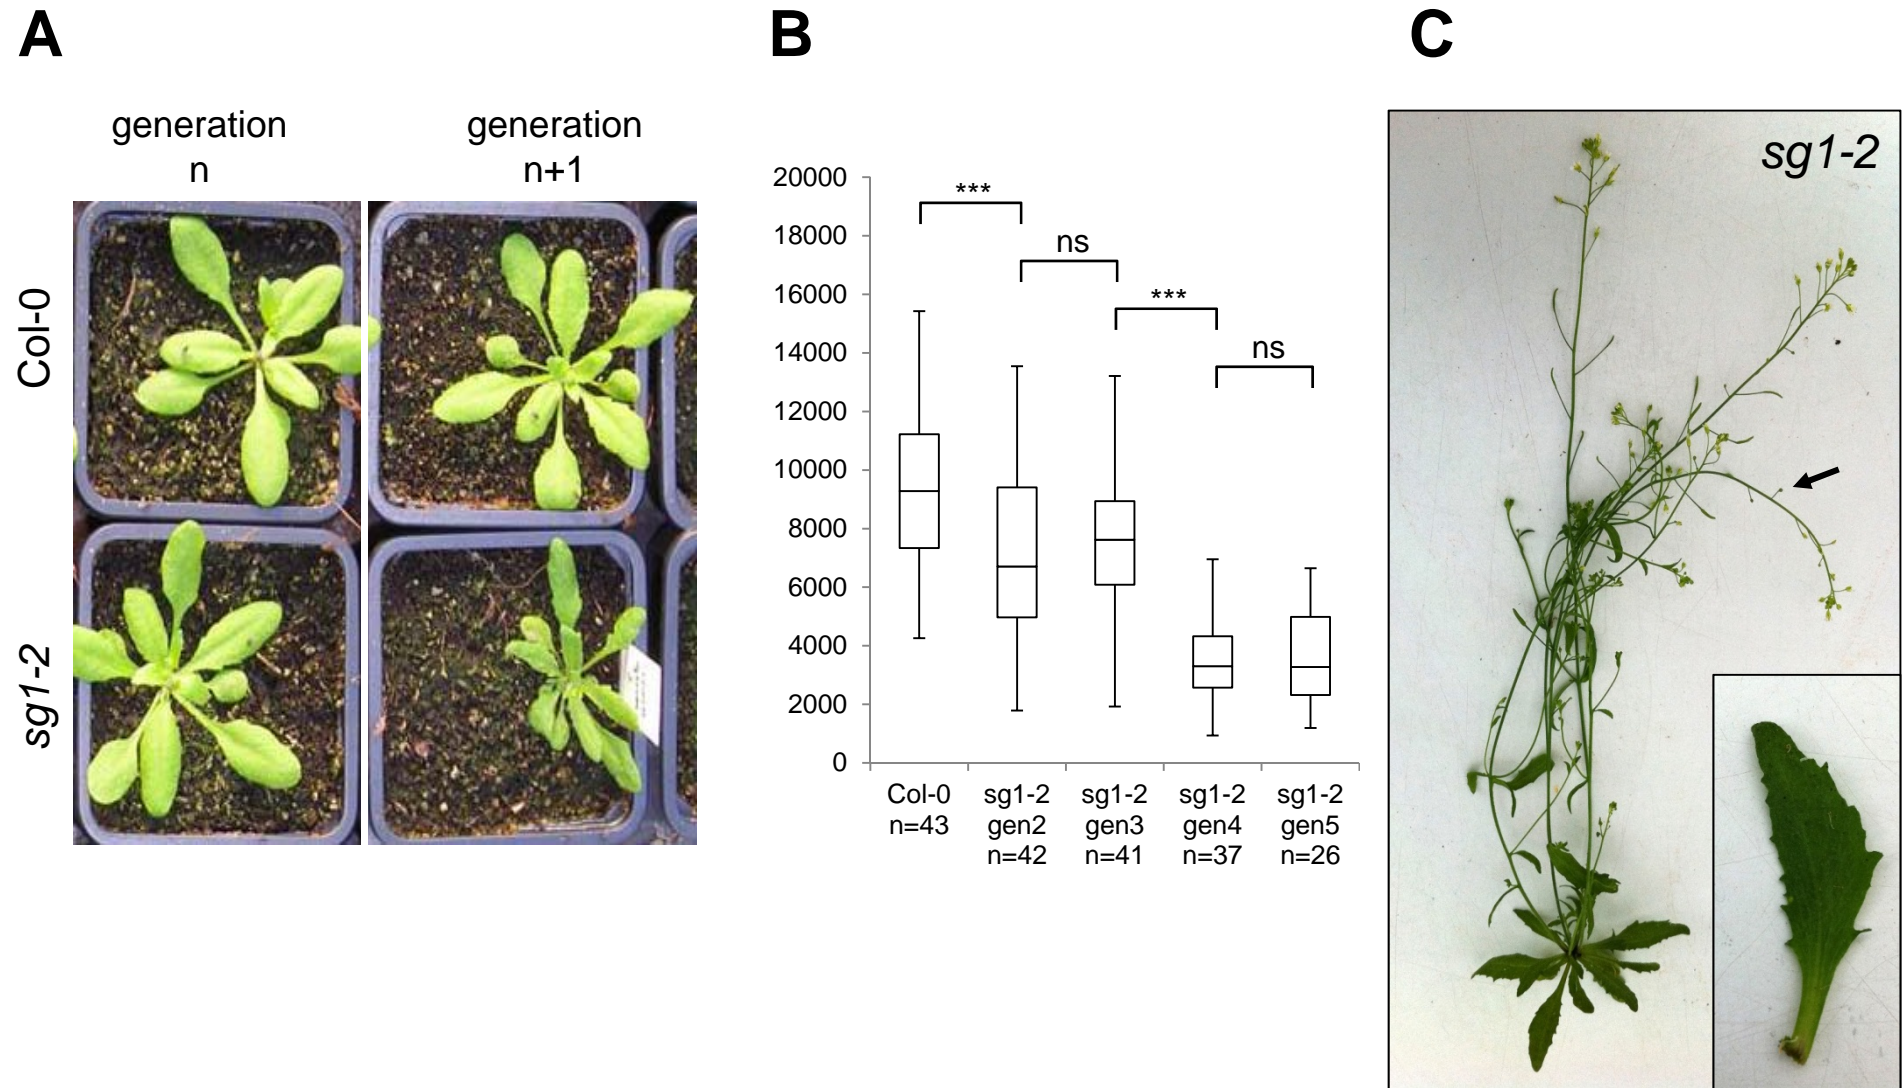 A
B
C
generation
n
generation
n+1
Col-0
sg1-2
20000
18000
16000
14000
12000
10000
8000
6000
4000
2000
0
***
ns
***
ns
Col-0
n=43
sg1-2
gen2
n=42
sg1-2
gen3
n=41
sg1-2
gen4
n=37
sg1-2
gen5
n=26
sg1-2